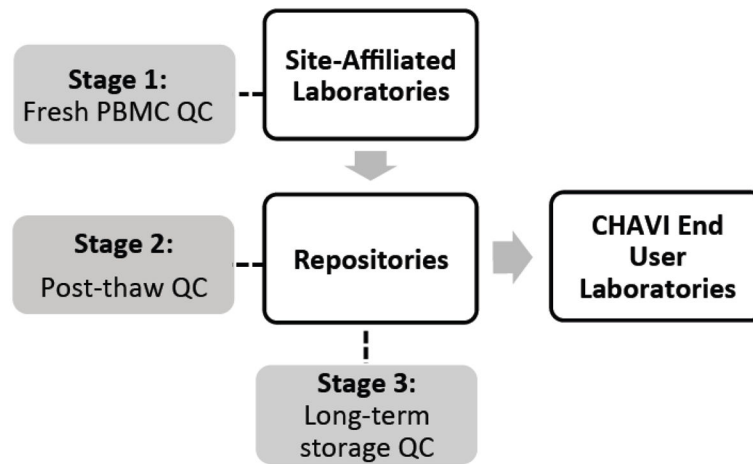 Stage 1:
Fresh PBMC QC
Site-Affiliated
Laboratories
Stage 2:
Post-thaw QC
Repositories
CHAVI End
User
Laboratories
Stage 3:
Long-term
storage QC